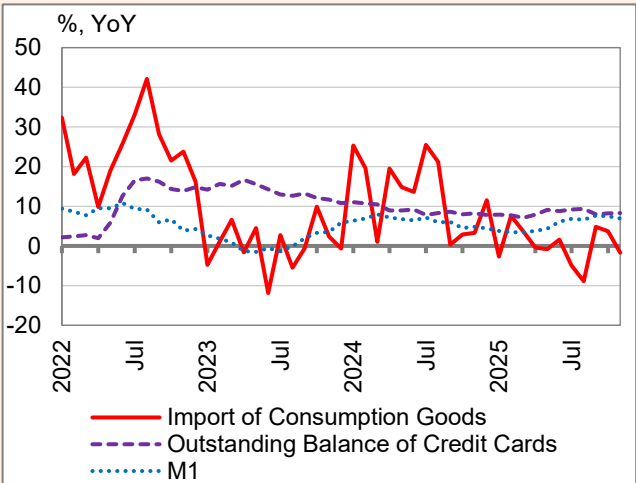 %, YoY
50
40
30
20
10
0
-10
-20
2022
Jul
2023
Jul
2024
Jul
2025
Jul
Import of Consumption Goods
Outstanding Balance of Credit Cards
M1